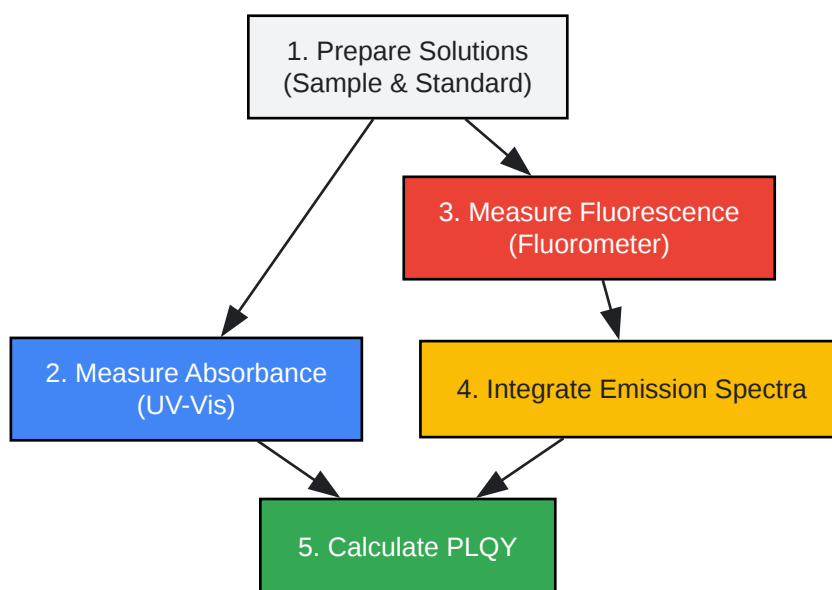 1. Prepare Solutions
(Sample & Standard)
3. Measure Fluorescence
(Fluorometer)
2. Measure Absorbance
(UV-Vis)
4. Integrate Emission Spectra
5. Calculate PLQY